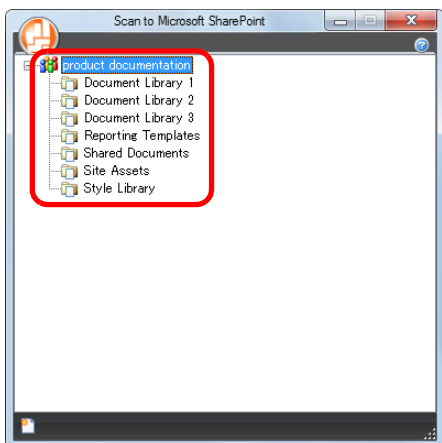 Scan to Microsoft SharePoint
product documentation
Document Library 1
Document Library 2
Document Library 3
Reporting Templates
Shared Documents
Site Assets
Style Library